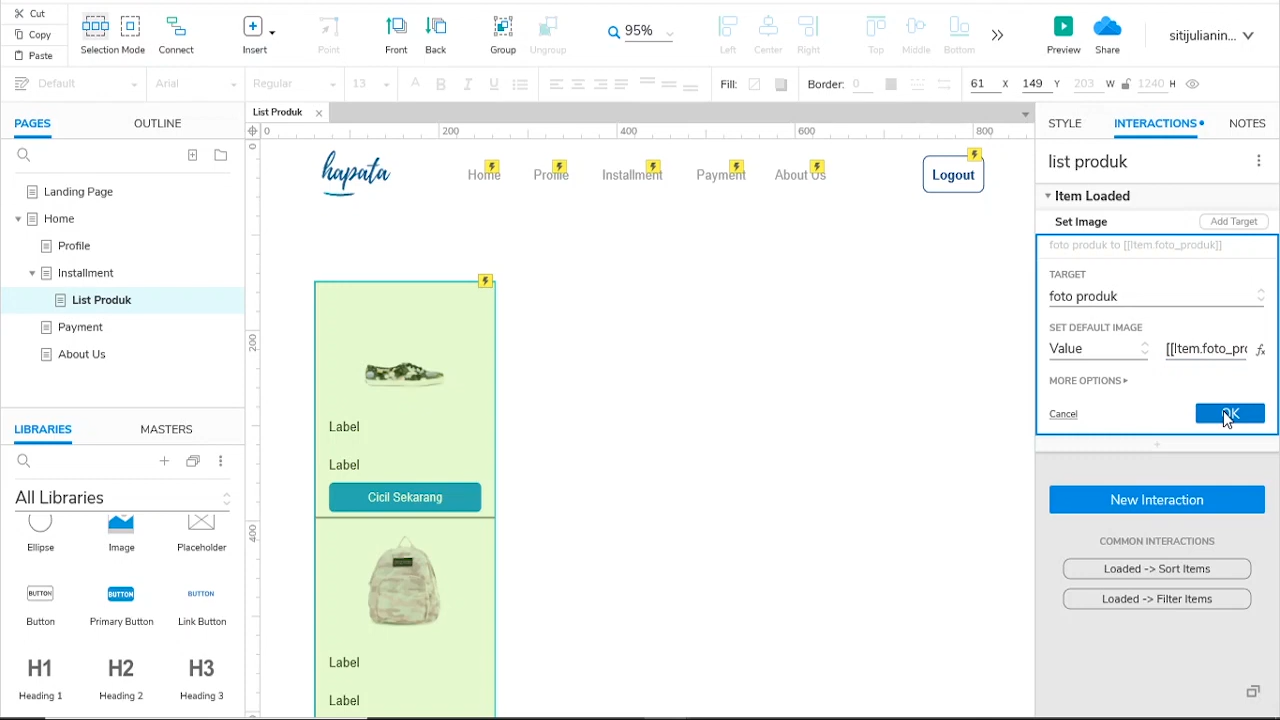 Cut
Copy
Paste
Selection Mode
Connect
Insert
Point
Front
Back
Group
Ungroup
95%
Left
Center
Right
Top
Middle
Bottom
Preview
Share
sitijulianin...
Default
Arial
Regular
13
Fill:
Border:
0
61 X
149 Y
203 W
1240 H
PAGES
OUTLINE
Landing Page
Home
Profile
Installment
List Produk
Payment
About Us
LIBRARIES
MASTERS
All Libraries
Ellipse
Image
Placeholder
BUTTON
BUTTON
BUTTON
Button
Primary Button
Link Button
H1
H2
H3
Heading 1
Heading 2
Heading 3
List Produk
0
200
400
600
800
0
200
400
hapata
Home
Profile
Installment
Payment
About Us
Logout
Label
Label
Cicil Sekarang
Label
Label
STYLE
INTERACTIONS
NOTES
list produk
Item Loaded
Set Image
Add Target
foto produk to [[Item.foto_produk]]
TARGET
foto produk
SET DEFAULT IMAGE
Value
[[Item.foto_pro
fx
MORE OPTIONS
Cancel
OK
New Interaction
COMMON INTERACTIONS
Loaded -> Sort Items
Loaded -> Filter Items